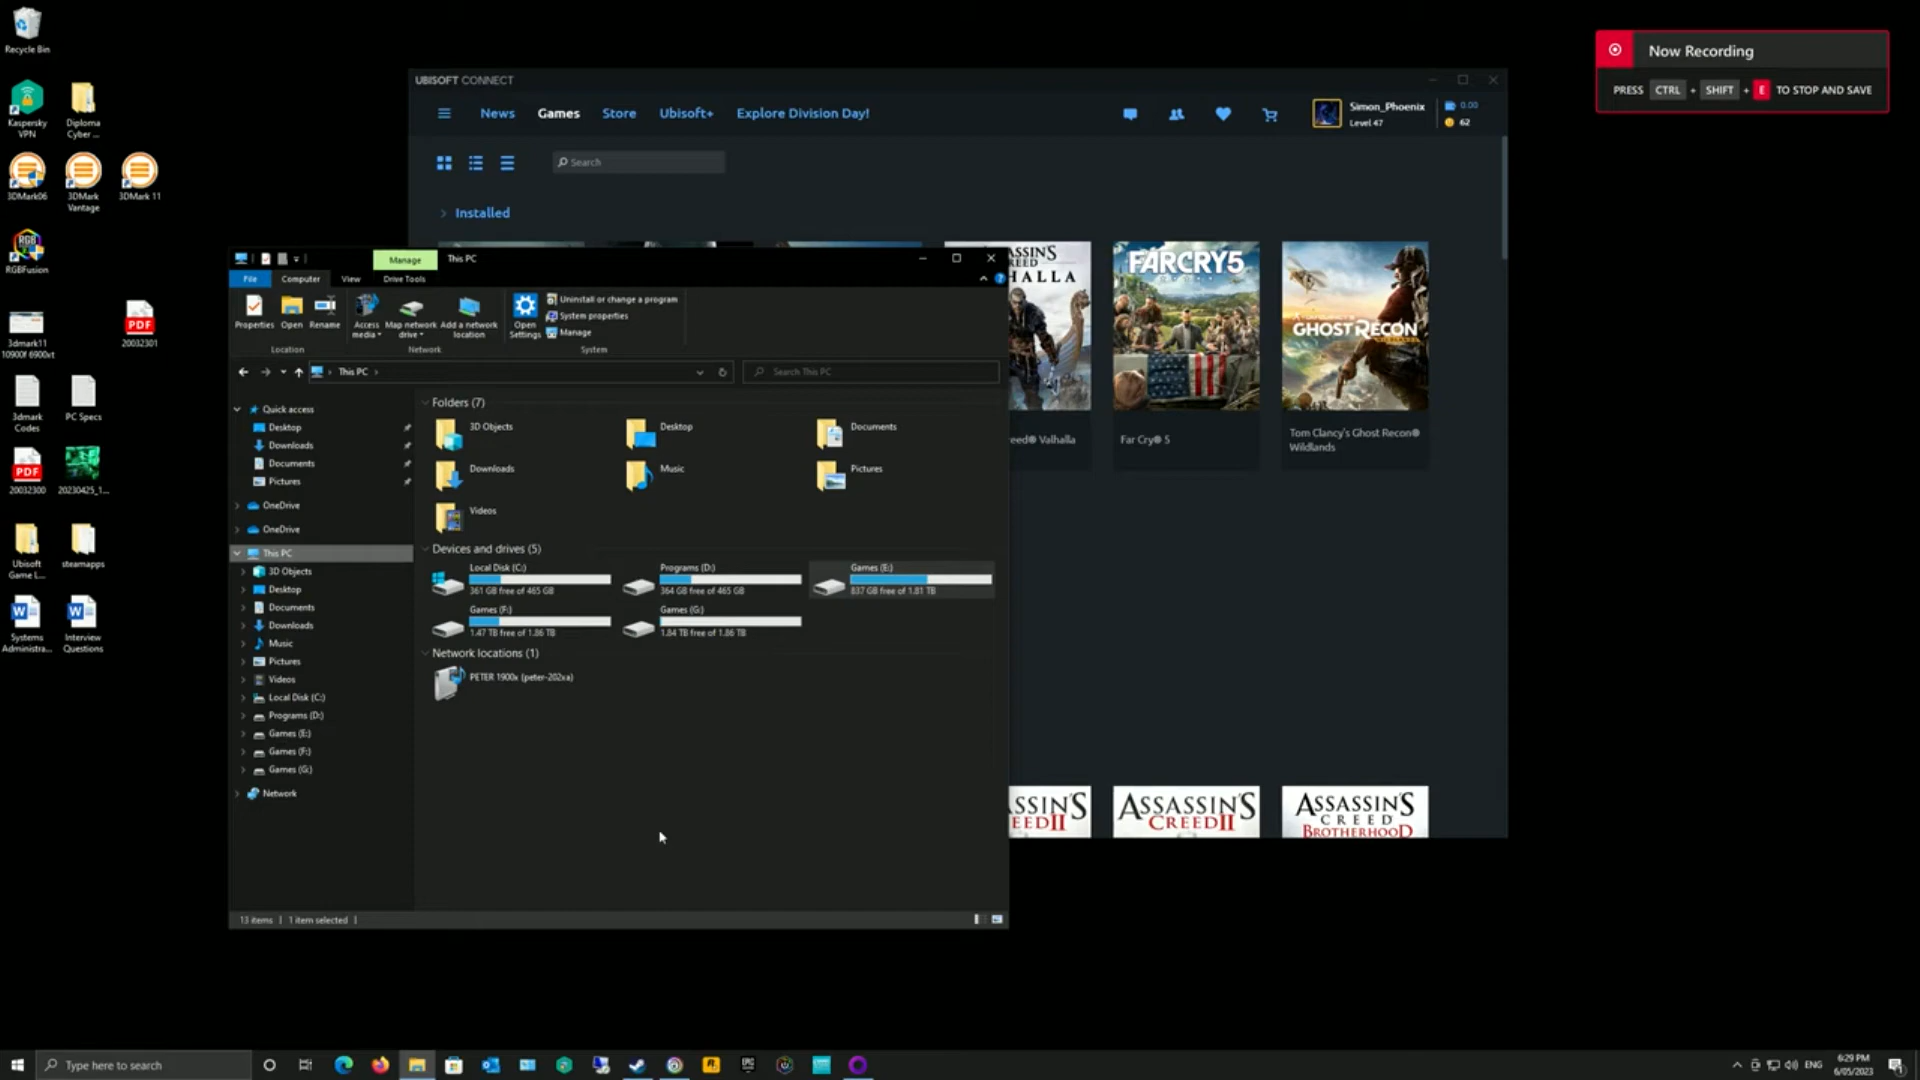 Recycle Bin
Kaspersky
VPN
Diploma
Cyber ...
3DMark06
3DMark
Vantage
3DMark 11
RGB
RGBFusion
3dmark11
10900f 6900xt
PDF
20032301
3dmark
Codes
PC Specs
PDF
20032300
20230425_1...
Ubisoft
Game L...
steamapps
Systems
Administra...
Interview
Questions
UBISOFT CONNECT
News
Games
Store
Ubisoft+
Explore Division Day!
Simon_Phoenix
Level 47
0.00
62
Search
Installed
FARCRY5
GHOST RECON
eed® Valhalla
Far Cry® 5
Tom Clancy's Ghost Recon®
Wildlands
ASSASSIN'S
CREED II
ASSASSIN'S
CREED
BROTHERHOOD
Now Recording
PRESS CTRL + SHIFT + E TO STOP AND SAVE
Manage
This PC
File
Computer
View
Drive Tools
Properties
Open
Rename
Access
media
Map network
drive
Add a network
location
Open
Settings
Uninstall or change a program
System properties
Manage
Location
Network
System
This PC
Search This PC
Quick access
Desktop
Downloads
Documents
Pictures
OneDrive
OneDrive
This PC
3D Objects
Desktop
Documents
Downloads
Music
Pictures
Videos
Local Disk (C:)
Programs (D:)
Games (E:)
Games (F:)
Games (G:)
Network
Folders (7)
3D Objects
Desktop
Documents
Downloads
Music
Pictures
Videos
Devices and drives (5)
Local Disk (C:)
361 GB free of 465 GB
Programs (D:)
364 GB free of 465 GB
Games (E:)
837 GB free of 1.81 TB
Games (F:)
1.47 TB free of 1.86 TB
Games (G:)
1.84 TB free of 1.86 TB
Network locations (1)
PETER 1900x (peter-202xa)
13 items
1 item selected
Type here to search
EPIC
ENG
6:29 PM
6/05/2023